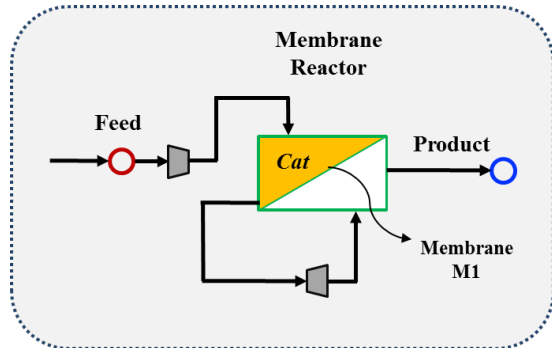 Membrane
Reactor
Feed
Cat
Product
Membrane
M1